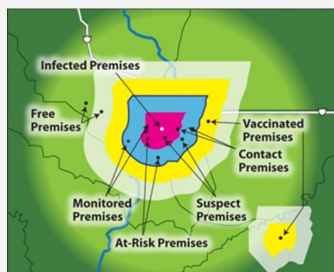 Infected Premises
Free
Premises
Vaccinated
Premises
Contact
Premises
Monitored
Premises
Suspect
Premises
At-Risk Premises